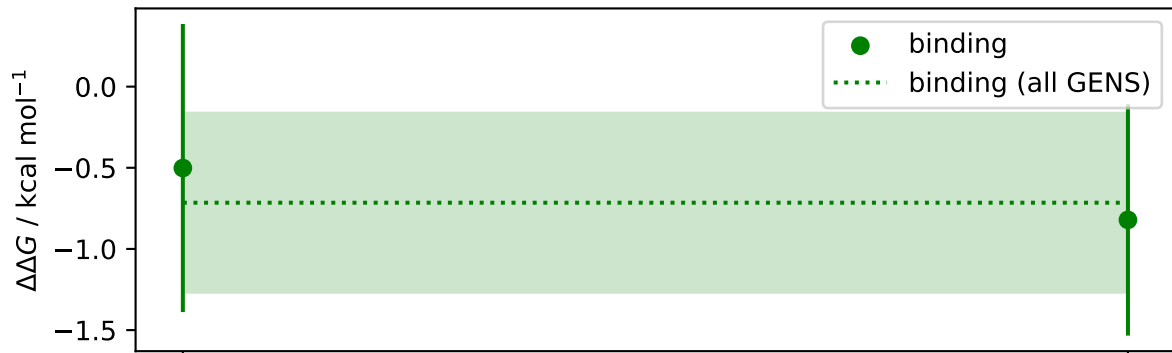 binding
binding (all GENS)
ΔΔG / kcal mol⁻¹
0.0
−0.5
−1.0
−1.5